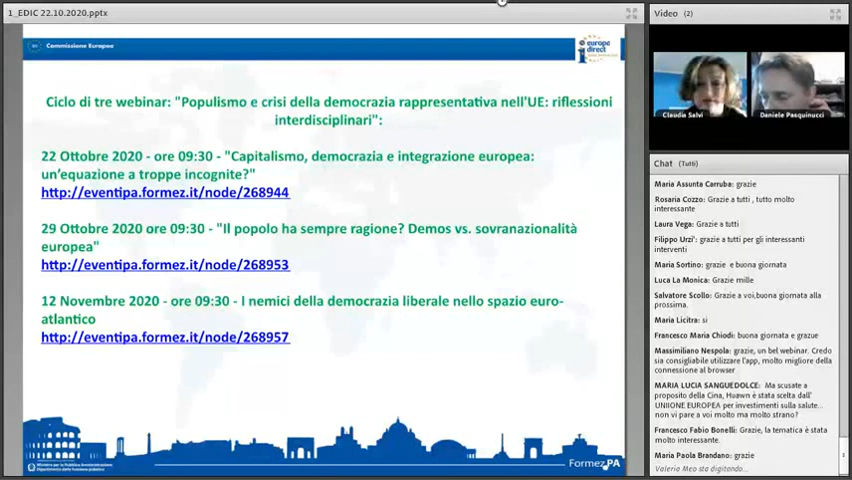 1_EDIC 22.10.2020.pptx
Commissione Europea
europe
direct
Ciclo di tre webinar: "Populismo e crisi della democrazia rappresentativa nell'UE: riflessioni
interdisciplinari":
22 Ottobre 2020 - ore 09:30 - "Capitalismo, democrazia e integrazione europea:
un'equazione a troppe incognite?"
http://eventipa.formez.it/node/268944
29 Ottobre 2020 ore 09:30 - "Il popolo ha sempre ragione? Demos vs. sovranazionalità
europea"
http://eventipa.formez.it/node/268953
12 Novembre 2020 - ore 09:30 - I nemici della democrazia liberale nello spazio euro-
atlantico
http://eventipa.formez.it/node/268957
Formez.PA
Video (2)
Claudia Salvi
Daniele Pasquinucci
Chat (Tutti)
Maria Assunta Carruba: grazie
Rosaria Cozzo: Grazie a tutti , tutto molto
interessante
Laura Vega: Grazie a tutti
Filippo Urzi': grazie a tutti per gli interessanti
interventi
Maria Sortino: grazie e buona giornata
Luca La Monica: Grazie mille
Salvatore Scollo: Grazie a voi,buona giornata alla
prossima.
Maria Licitra: si
Francesco Maria Chiodi: buona giornata e grazue
Massimiliano Nespola: grazie, un bel webinar. Credo
sia consigliabile utilizzare l'app, molto migliore della
connessione al browser
MARIA LUCIA SANGUEDOLCE: Ma scusate a
proposito della Cina, Huawn è stata scelta dall'
UNIIONE EUROPEA per investimenti sulla salute...
non vi pare a voi molto ma molto strano?
Francesco Fabio Bonelli: Grazie, la tematica è stata
molto interessante.
Maria Paola Brandano: grazie
Valeria Meo sta digitando...